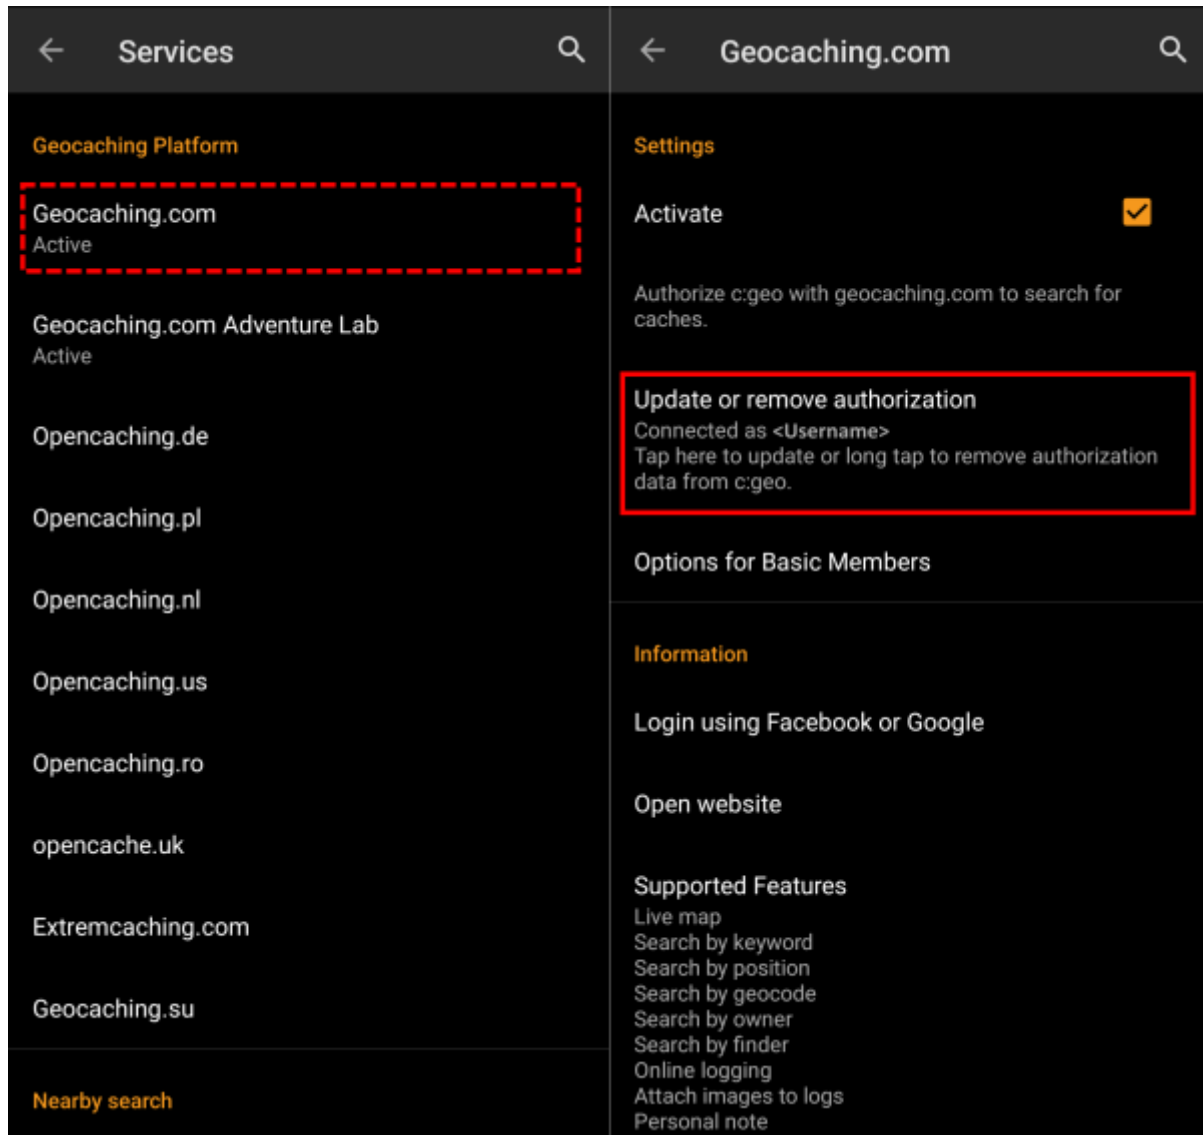 Services
Geocaching Platform
Geocaching.com
Active
Geocaching.com Adventure Lab
Active
Opencaching.de
Opencaching.pl
Opencaching.nl
Opencaching.us
Opencaching.ro
opencache.uk
Extremcaching.com
Geocaching.su
Nearby search
Geocaching.com
Settings
Activate
Authorize c:geo with geocaching.com to search for
caches.
Update or remove authorization
Connected as <Username>
Tap here to update or long tap to remove authorization
data from c:geo.
Options for Basic Members
Information
Login using Facebook or Google
Open website
Supported Features
Live map
Search by keyword
Search by position
Search by geocode
Search by owner
Search by finder
Online logging
Attach images to logs
Personal note